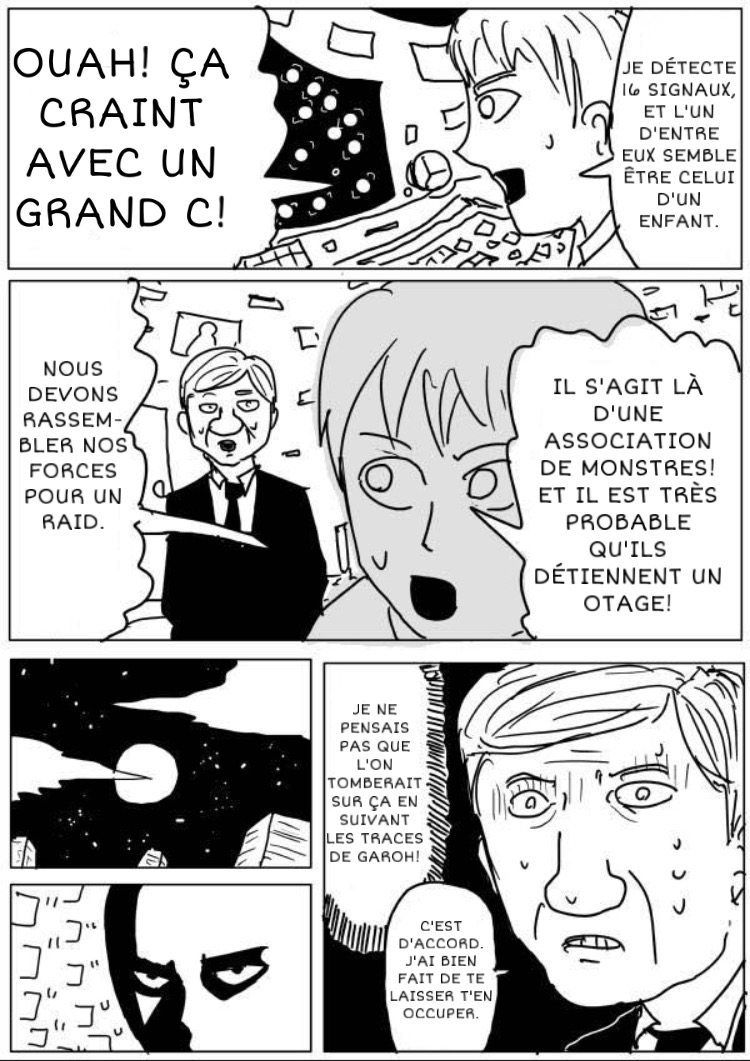 OUAH! ÇA
CRAINT
AVEC UN
GRAND C!
JE DÉTECTE
16 SIGNAUX,
ET L'UN
D'ENTRE
EUX SEMBLE
ÊTRE CELUI
D'UN
ENFANT.
NOUS
DEVONS
RASSEM-
BLER NOS
FORCES
POUR UN
RAID.
IL S'AGIT LÀ
D'UNE
ASSOCIATION
DE MONSTRES!
ET IL EST TRÈS
PROBABLE
QU'ILS
DÉTIENNENT UN
OTAGE!
JE NE
PENSAIS
PAS QUE
L'ON
TOMBERAIT
SUR ÇA EN
SUIVANT
LES TRACES
DE GAROH!
C'EST
D'ACCORD.
J'AI BIEN
FAIT DE TE
LAISSER T'EN
OCCUPER.